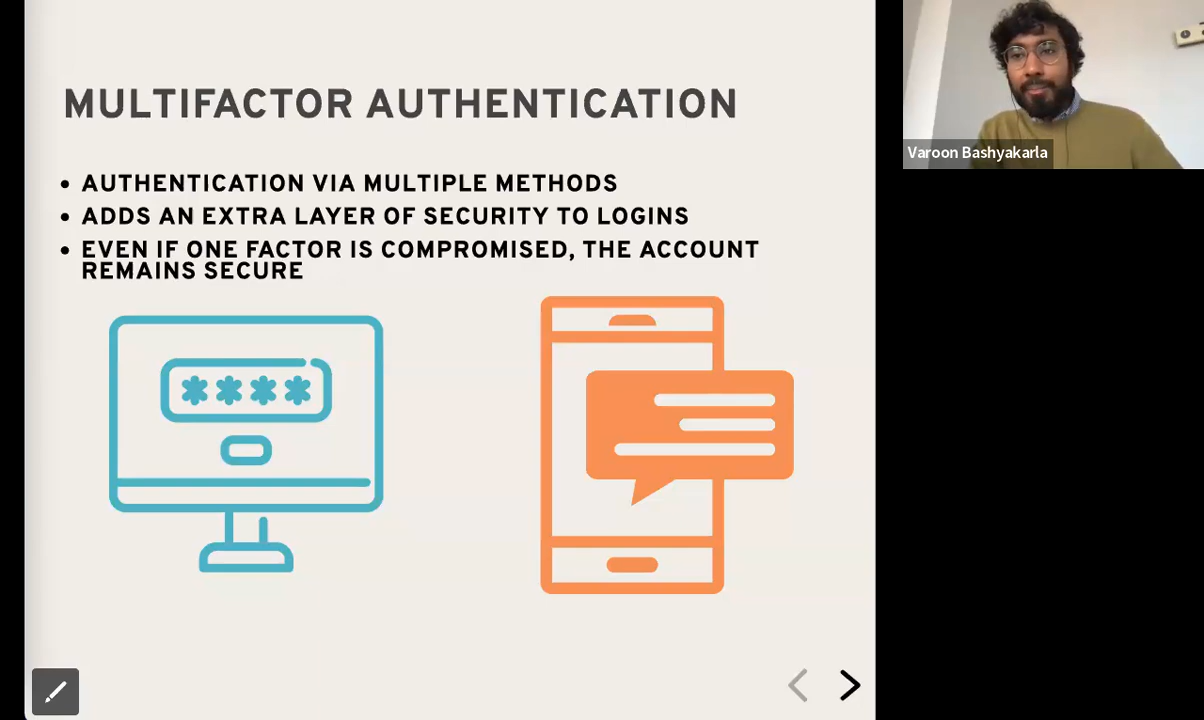 MULTIFACTOR AUTHENTICATION
• AUTHENTICATION VIA MULTIPLE METHODS
• ADDS AN EXTRA LAYER OF SECURITY TO LOGINS
• EVEN IF ONE FACTOR IS COMPROMISED, THE ACCOUNT
REMAINS SECURE
****
Varoon Bashyakarla